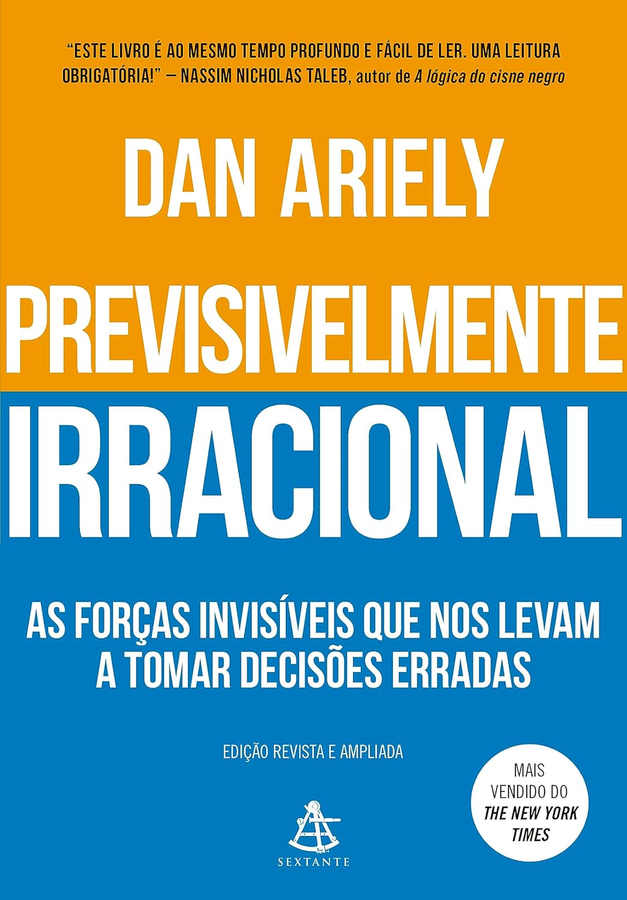 “ESTE LIVRO É AO MESMO TEMPO PROFUNDO E FÁCIL DE LER. UMA LEITURA
OBRIGATÓRIA!” – NASSIM NICHOLAS TALEB, autor de A lógica do cisne negro
DAN ARIELY
PREVISIVELMENTE
IRRACIONAL
AS FORÇAS INVISÍVEIS QUE NOS LEVAM
A TOMAR DECISÕES ERRADAS
EDIÇÃO REVISTA E AMPLIADA
MAIS
VENDIDO DO
THE NEW YORK
TIMES
SEXTANTE